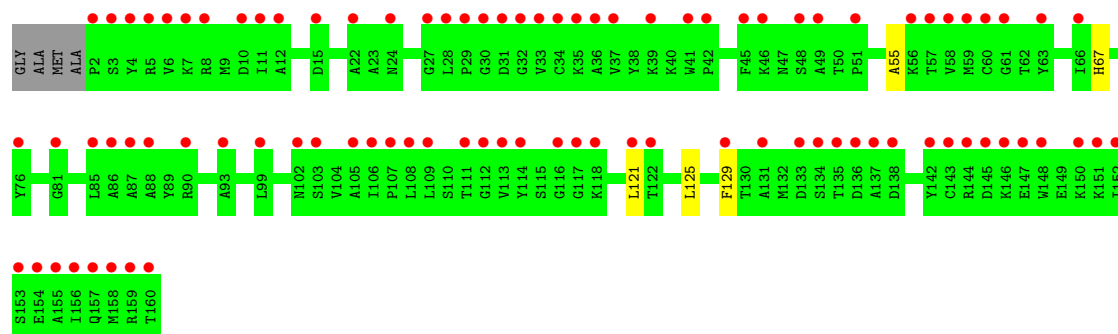 GLY ALA MET ALA P2 S3 Y4 R5 V6 K7 R8 M9 D10 I11 A12 D15 A22 A23 N24 G27 L28 P29 G30 D31 G32 V33 C34 K35 A36 V37 Y38 K39 K40 W41 P42 F45 K46 N47 S48 A49 T50 P51 A55 K56 T57 V58 M59 C60 G61 T62 Y63 I66 H67
Y76 G81 L85 A86 A87 A88 Y89 R90 A93 L99 N102 S103 V104 A105 I106 P107 L108 L109 S110 T111 G112 V113 Y114 S115 G116 G117 K118 L121 T122 L125 F129 T130 A131 M132 D133 S134 T135 D136 A137 D138 Y142 C143 R144 D145 K146 E147 W148 E149 K150 K151 I152
S153 E154 A155 I156 Q157 M158 R159 T160